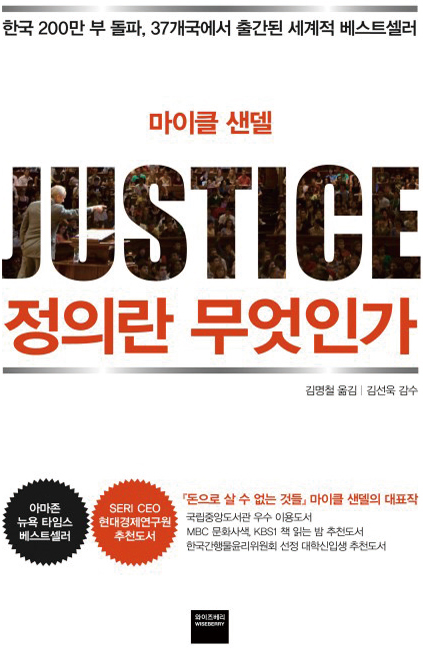 한국 200만 부 돌파, 37개국에서 출간된 세계적 베스트셀러
마이클 샌델
JUSTICE
정의란 무엇인가
김명철 옮김 | 김선욱 감수
아마존
뉴욕 타임스
베스트셀러
SERI CEO
현대경제연구원
추천도서
『돈으로 살 수 없는 것들』 마이클 샌델의 대표작
국립중앙도서관 우수 이용도서
MBC 문화사색, KBS1 책 읽는 밤 추천도서
한국간행물윤리위원회 선정 대학신입생 추천도서
와이즈베리
WISEBERRY